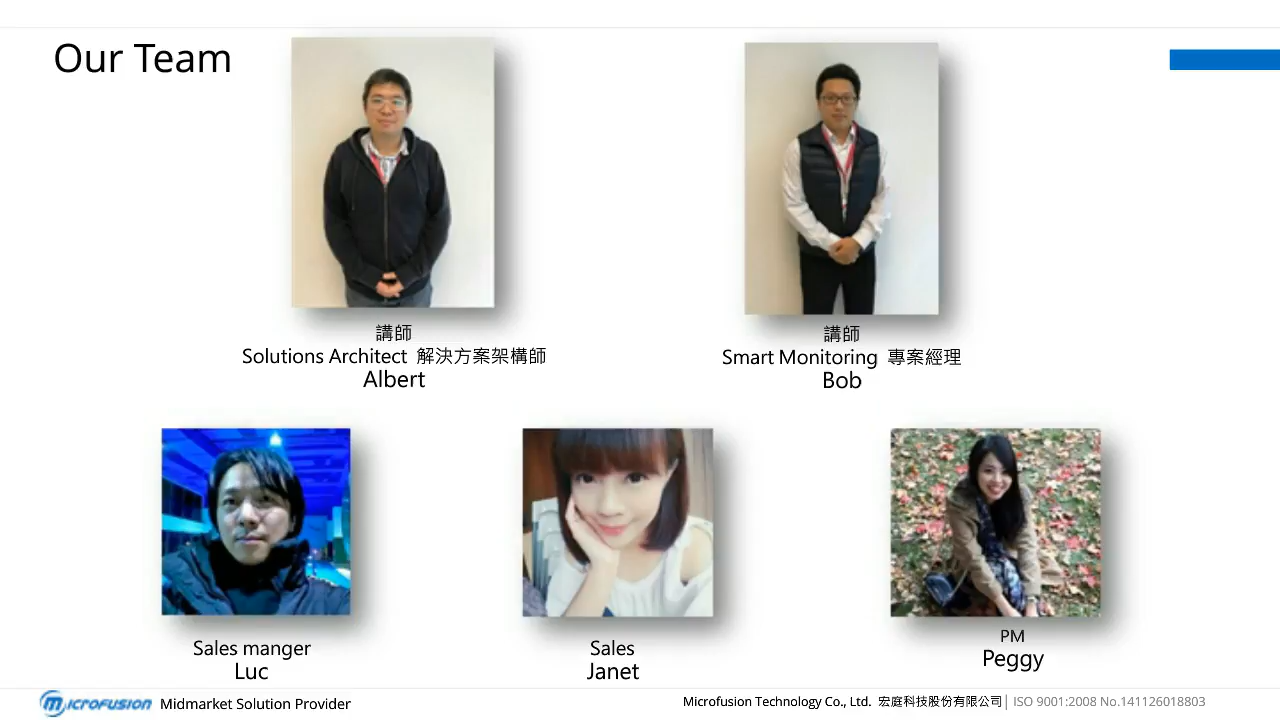 Our Team
講師
Solutions Architect 解決方案架構師
Albert
講師
Smart Monitoring 專案經理
Bob
Sales manger
Luc
Sales
Janet
PM
Peggy
MICROFUSION Midmarket Solution Provider
Microfusion Technology Co., Ltd. 宏庭科技股份有限公司| ISO 9001:2008 No.141126018803